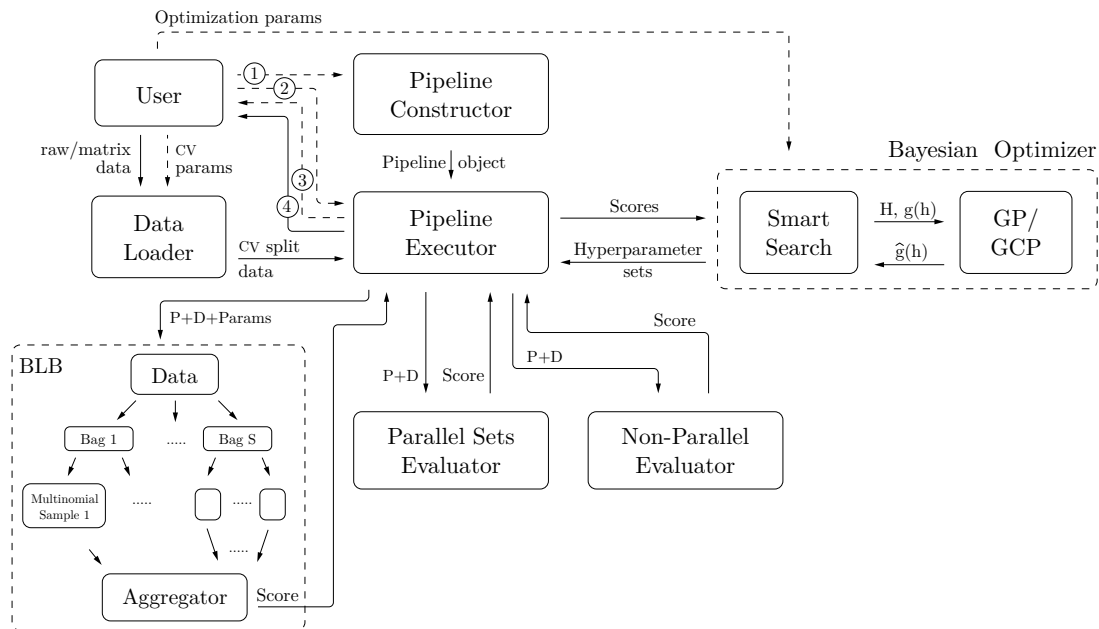 Optimization params
User
1
2
3
4
Pipeline
Constructor
raw/matrix
data
CV
params
Pipeline object
Bayesian Optimizer
Data
Loader
CV split
data
Pipeline
Executor
Scores
Hyperparameter
sets
Smart
Search
H, g(h)
ĝ(h)
GP/
GCP
P+D+Params
P+D
Score
P+D
Score
BLB
Data
Bag 1
.....
Bag S
Multinomial
Sample 1
.....
.....
.....
.....
Aggregator
Score
Parallel Sets
Evaluator
Non-Parallel
Evaluator